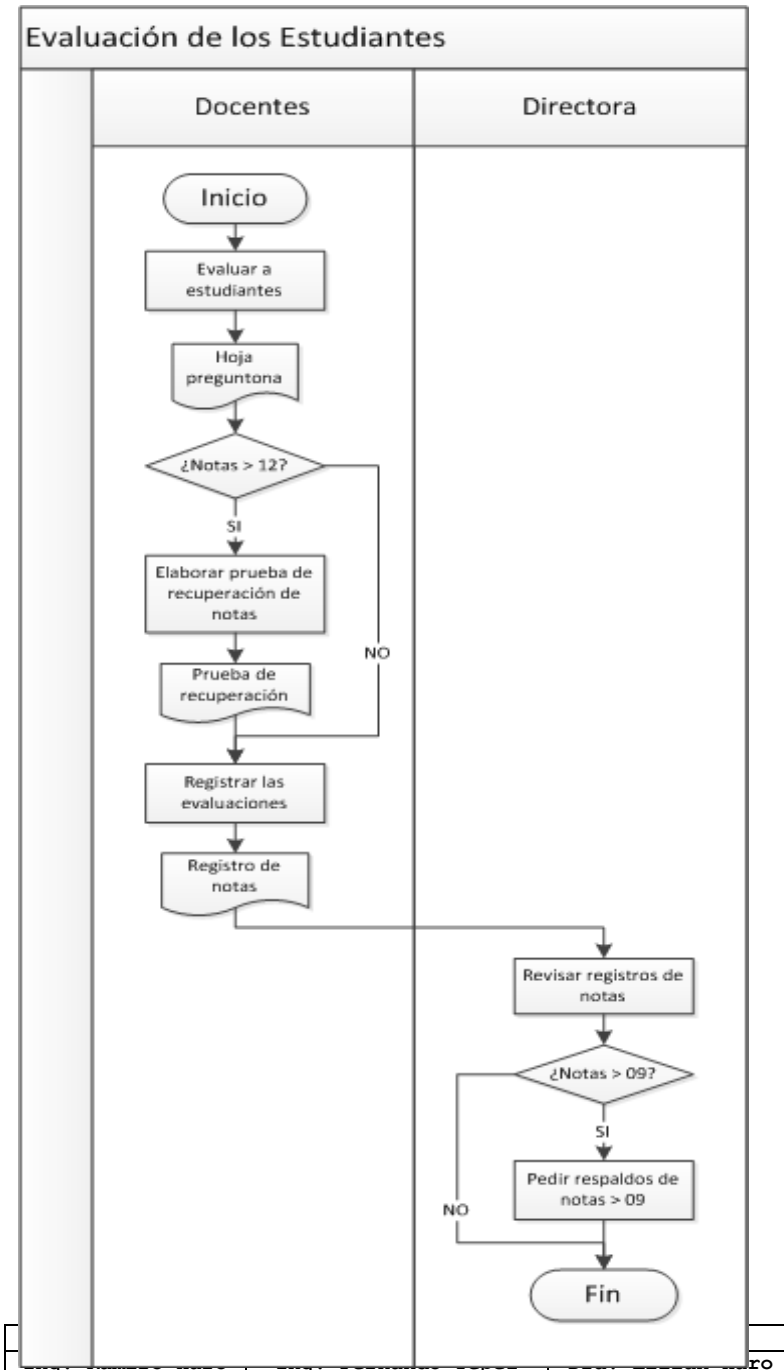 Evaluación de los Estudiantes
Docentes
Directora
Inicio
Evaluar a
estudiantes
Hoja
preguntona
¿Notas > 12?
SI
Elaborar prueba de
recuperación de
notas
NO
Prueba de
recuperación
Registrar las
evaluaciones
Registro de
notas
Revisar registros de
notas
¿Notas > 09?
SI
Pedir respaldos de
notas > 09
NO
Fin